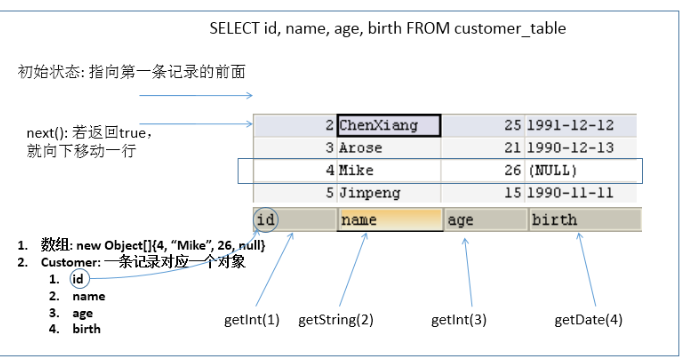 SELECT id, name, age, birth FROM customer_table
初始状态: 指向第一条记录的前面
next(): 若返回true，
就向下移动一行
2 ChenXiang 25 1991-12-12
3 Arose 21 1990-12-13
4 Mike 26 (NULL)
5 Jinpeng 15 1990-11-11
id name age birth
1. 数组: new Object[]{4, “Mike”, 26, null}
2. Customer: 一条记录对应一个对象
1. id
2. name
3. age
4. birth
getInt(1) getString(2) getInt(3) getDate(4)